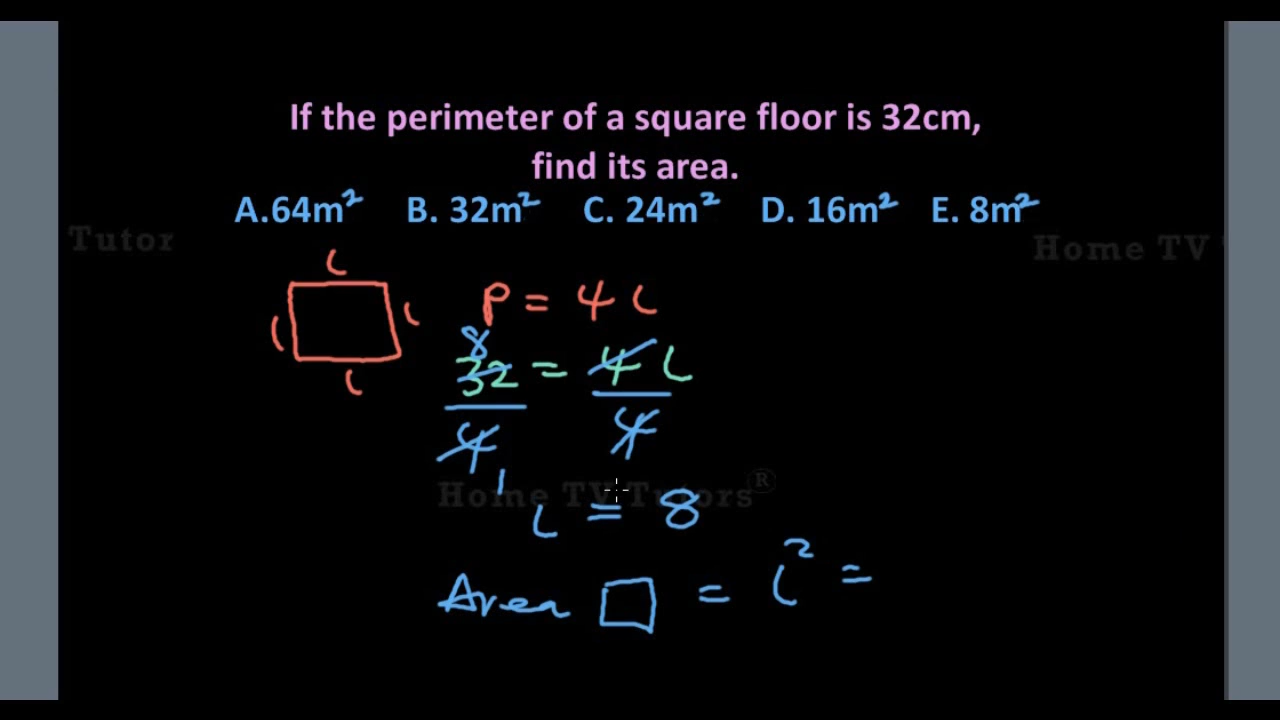 If the perimeter of a square floor is 32cm,
find its area.
A.64m² B. 32m² C. 24m² D. 16m² E. 8m²
Tutor
Home TV
l
l
l
l
P = 4 l
8
32 = 4 l
4 4
1
Home TV Tutors®
l = 8
Area □ = l² =